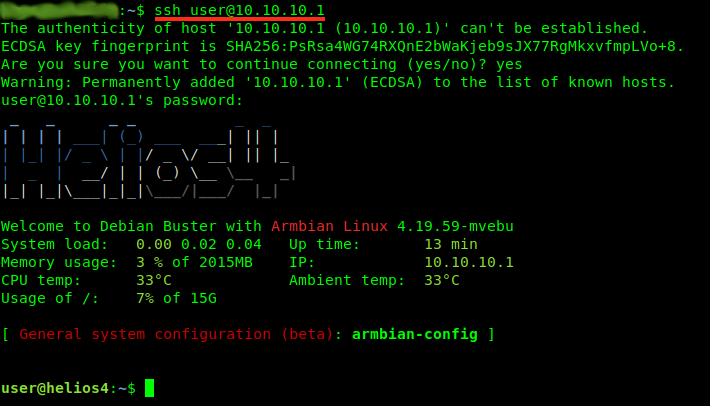 :~$ ssh user@10.10.10.1
The authenticity of host '10.10.10.1 (10.10.10.1)' can't be established.
ECDSA key fingerprint is SHA256:PsRsa4WG74RXQnE2bWaKjeb9sJX77RgMkxvfmpLVo+8.
Are you sure you want to continue connecting (yes/no)? yes
Warning: Permanently added '10.10.10.1' (ECDSA) to the list of known hosts.
user@10.10.10.1's password:
Helios4
Welcome to Debian Buster with Armbian Linux 4.19.59-mvebu
System load:   0.00 0.02 0.04   Up time:       13 min
Memory usage:  3 % of 2015MB    IP:            10.10.10.1
CPU temp:      33°C             Ambient temp:  33°C
Usage of /:    7% of 15G
[ General system configuration (beta): armbian-config ]
user@helios4:~$